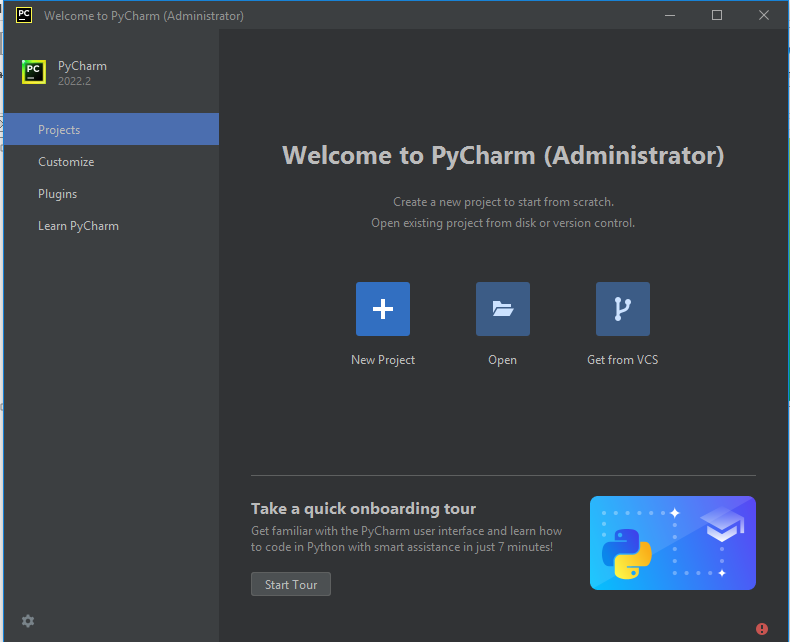 PC Welcome to PyCharm (Administrator)
PC PyCharm
2022.2
Projects
Customize
Plugins
Learn PyCharm
Welcome to PyCharm (Administrator)
Create a new project to start from scratch.
Open existing project from disk or version control.
New Project
Open
Get from VCS
Take a quick onboarding tour
Get familiar with the PyCharm user interface and learn how
to code in Python with smart assistance in just 7 minutes!
Start Tour